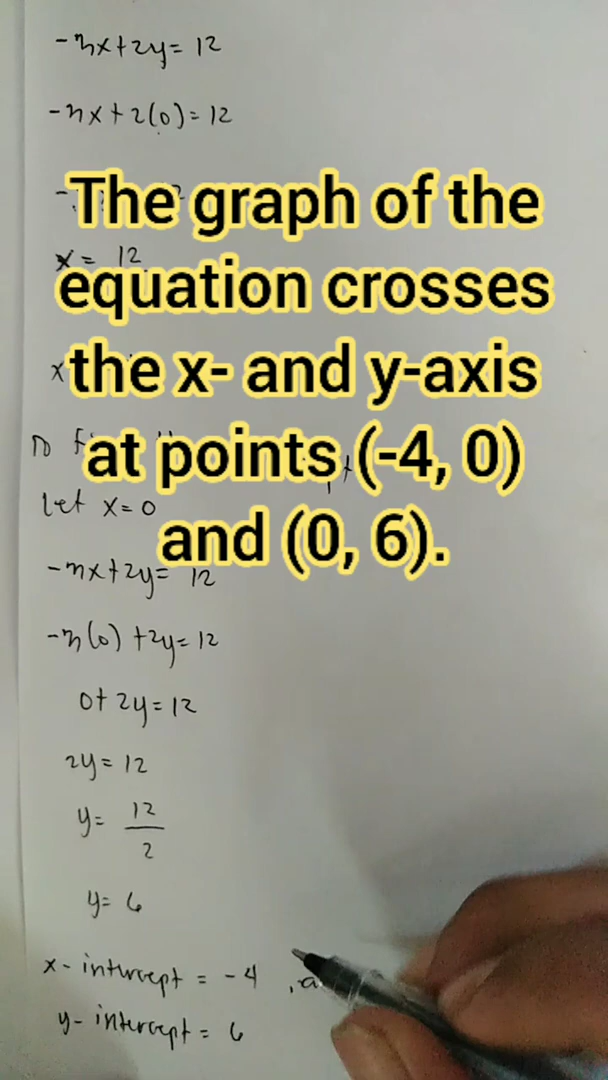 -3x+2y= 12
-3x+2(0)=12
x = 12
x
let x=0
-3x+2y= 12
-3(0)+2y=12
0+2y=12
2y=12
y= 12
2
y= 6
x-intercept = -4
y-intercept = 6
The graph of the
equation crosses
the x- and y-axis
at points (-4, 0)
and (0, 6).